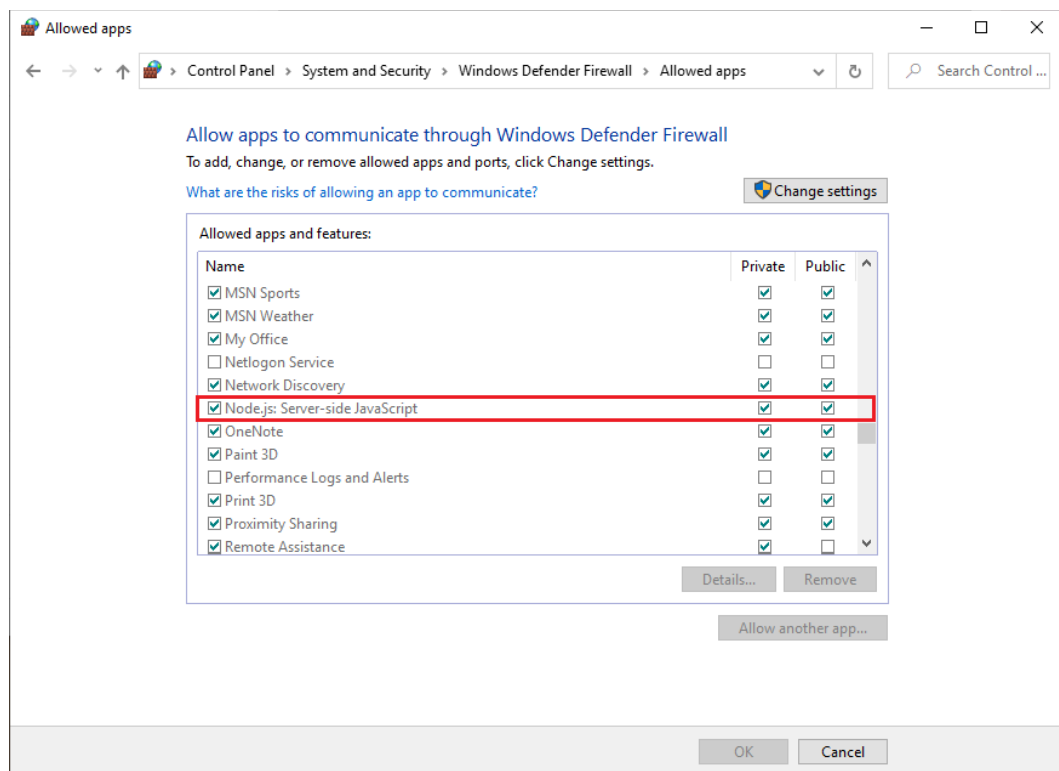 Allowed apps
Control Panel > System and Security > Windows Defender Firewall > Allowed apps
Search Control ...
Allow apps to communicate through Windows Defender Firewall
To add, change, or remove allowed apps and ports, click Change settings.
What are the risks of allowing an app to communicate?
Change settings
Allowed apps and features:
Name Private Public
MSN Sports
MSN Weather
My Office
Netlogon Service
Network Discovery
Node.js: Server-side JavaScript
OneNote
Paint 3D
Performance Logs and Alerts
Print 3D
Proximity Sharing
Remote Assistance
Details... Remove
Allow another app...
OK Cancel